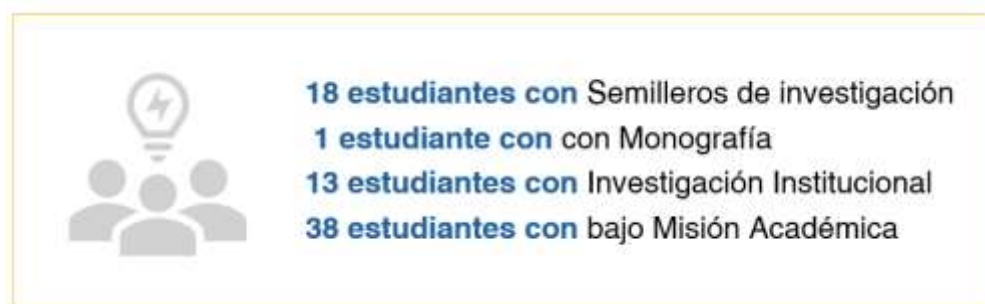 18 estudiantes con Semilleros de investigación
1 estudiante con con Monografía
13 estudiantes con Investigación Institucional
38 estudiantes con bajo Misión Académica